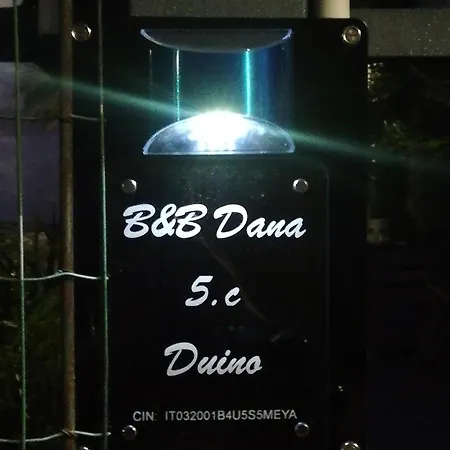 B&B Dana
5.c
Duino
CIN: IT032001B4U5S5MEYA